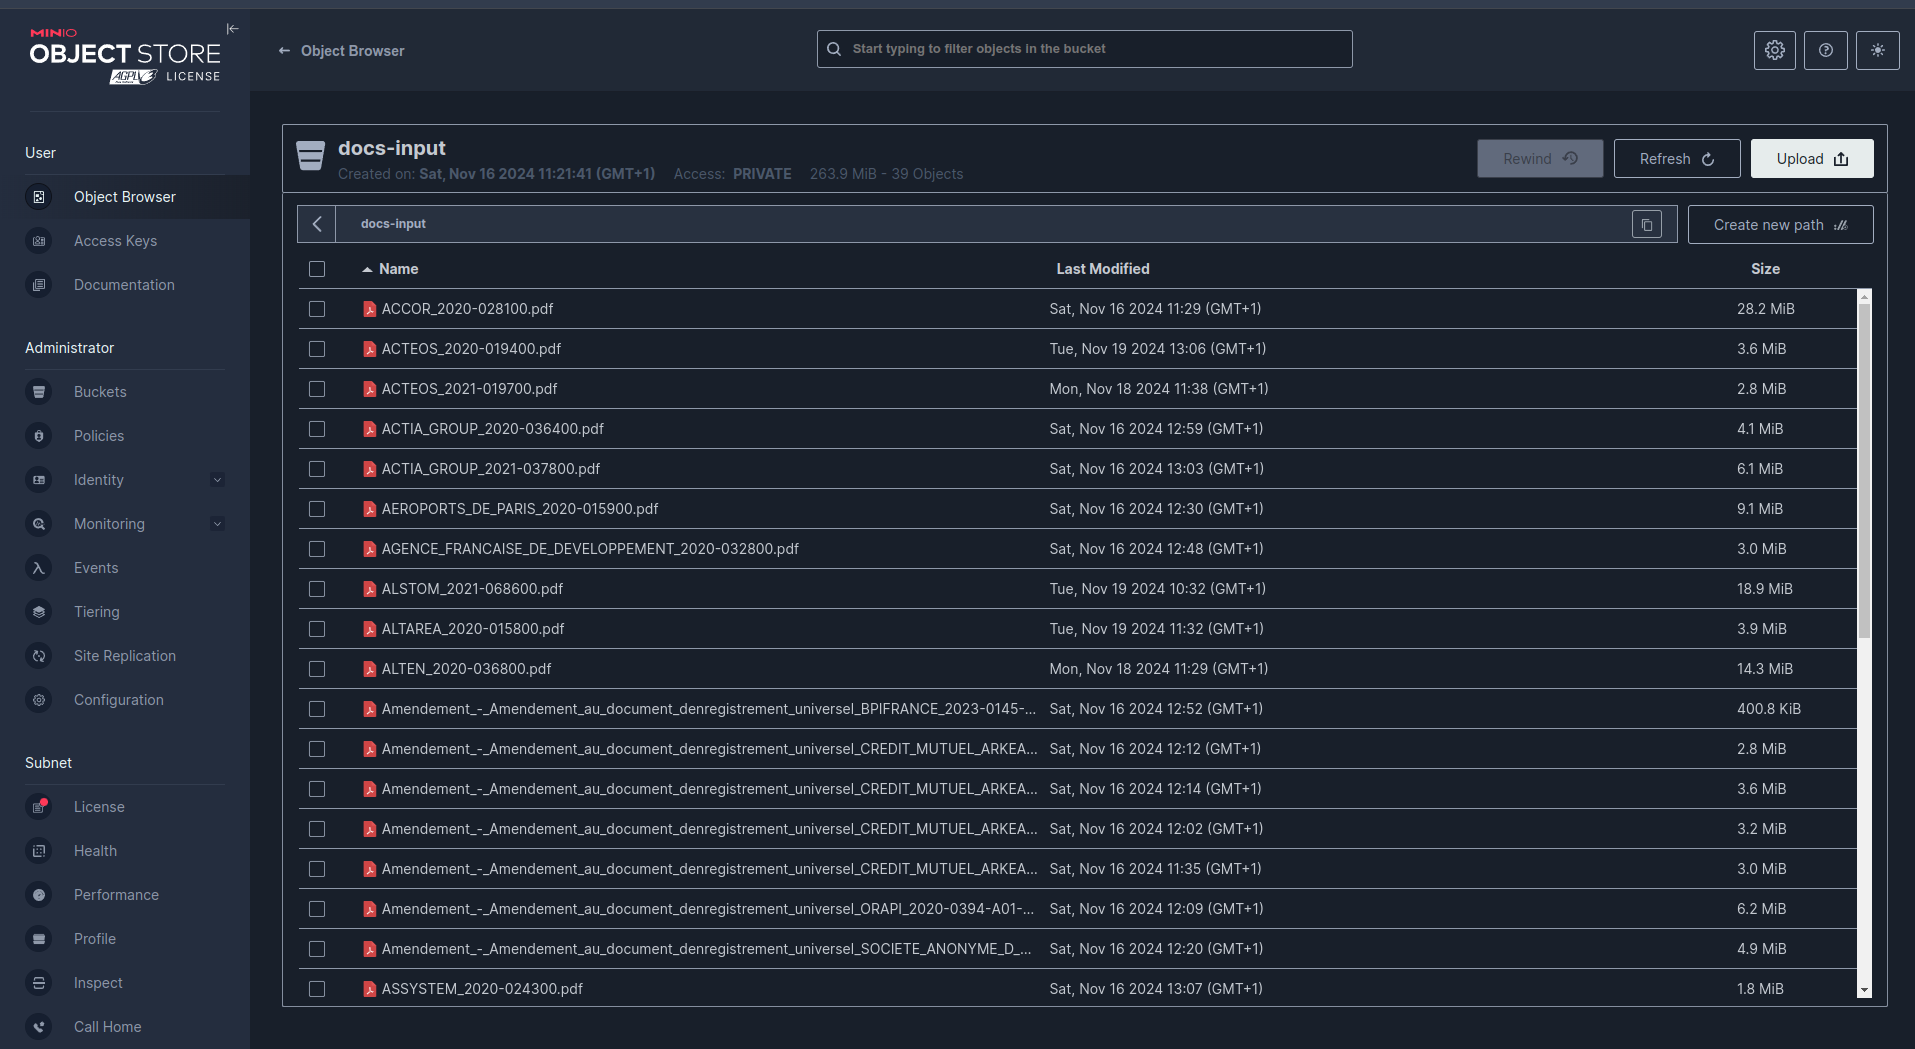 MINIO
OBJECT STORE
AGPL LICENSE
User
Object Browser
Access Keys
Documentation
Administrator
Buckets
Policies
Identity
Monitoring
Events
Tiering
Site Replication
Configuration
Subnet
License
Health
Performance
Profile
Inspect
Call Home
← Object Browser
Start typing to filter objects in the bucket
docs-input
Created on: Sat, Nov 16 2024 11:21:41 (GMT+1) Access: PRIVATE 263.9 MiB - 39 Objects
Rewind
Refresh
Upload
docs-input
Create new path
Name Last Modified Size
ACCOR_2020-028100.pdf Sat, Nov 16 2024 11:29 (GMT+1) 28.2 MiB
ACTEOS_2020-019400.pdf Tue, Nov 19 2024 13:06 (GMT+1) 3.6 MiB
ACTEOS_2021-019700.pdf Mon, Nov 18 2024 11:38 (GMT+1) 2.8 MiB
ACTIA_GROUP_2020-036400.pdf Sat, Nov 16 2024 12:59 (GMT+1) 4.1 MiB
ACTIA_GROUP_2021-037800.pdf Sat, Nov 16 2024 13:03 (GMT+1) 6.1 MiB
AEROPORTS_DE_PARIS_2020-015900.pdf Sat, Nov 16 2024 12:30 (GMT+1) 9.1 MiB
AGENCE_FRANCAISE_DE_DEVELOPPEMENT_2020-032800.pdf Sat, Nov 16 2024 12:48 (GMT+1) 3.0 MiB
ALSTOM_2021-068600.pdf Tue, Nov 19 2024 10:32 (GMT+1) 18.9 MiB
ALTAREA_2020-015800.pdf Tue, Nov 19 2024 11:32 (GMT+1) 3.9 MiB
ALTEN_2020-036800.pdf Mon, Nov 18 2024 11:29 (GMT+1) 14.3 MiB
Amendement_-_Amendement_au_document_denregistrement_universel_BPIFRANCE_2023-0145-... Sat, Nov 16 2024 12:52 (GMT+1) 400.8 KiB
Amendement_-_Amendement_au_document_denregistrement_universel_CREDIT_MUTUEL_ARKEA... Sat, Nov 16 2024 12:12 (GMT+1) 2.8 MiB
Amendement_-_Amendement_au_document_denregistrement_universel_CREDIT_MUTUEL_ARKEA... Sat, Nov 16 2024 12:14 (GMT+1) 3.6 MiB
Amendement_-_Amendement_au_document_denregistrement_universel_CREDIT_MUTUEL_ARKEA... Sat, Nov 16 2024 12:02 (GMT+1) 3.2 MiB
Amendement_-_Amendement_au_document_denregistrement_universel_CREDIT_MUTUEL_ARKEA... Sat, Nov 16 2024 11:35 (GMT+1) 3.0 MiB
Amendement_-_Amendement_au_document_denregistrement_universel_ORAPI_2020-0394-A01-... Sat, Nov 16 2024 12:09 (GMT+1) 6.2 MiB
Amendement_-_Amendement_au_document_denregistrement_universel_SOCIETE_ANONYME_D_... Sat, Nov 16 2024 12:20 (GMT+1) 4.9 MiB
ASSYSTEM_2020-024300.pdf Sat, Nov 16 2024 13:07 (GMT+1) 1.8 MiB